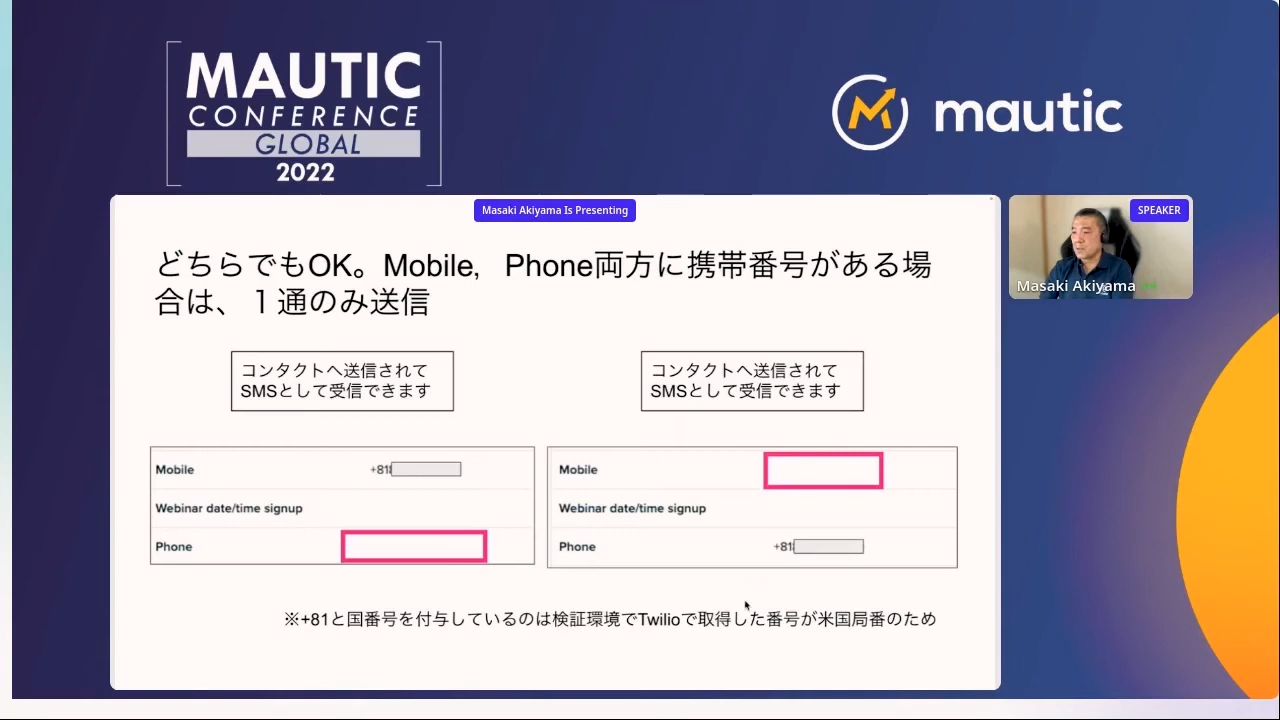 MAUTIC
CONFERENCE
GLOBAL
2022
mautic
Masaki Akiyama Is Presenting
SPEAKER
Masaki Akiyama
どちらでもOK。Mobile, Phone両方に携帯番号がある場
合は、１通のみ送信
コンタクトへ送信されて
SMSとして受信できます
コンタクトへ送信されて
SMSとして受信できます
Mobile +81
Webinar date/time signup
Phone
Mobile
Webinar date/time signup
Phone +81
※+81と国番号を付与しているのは検証環境でTwilioで取得した番号が米国局番のため